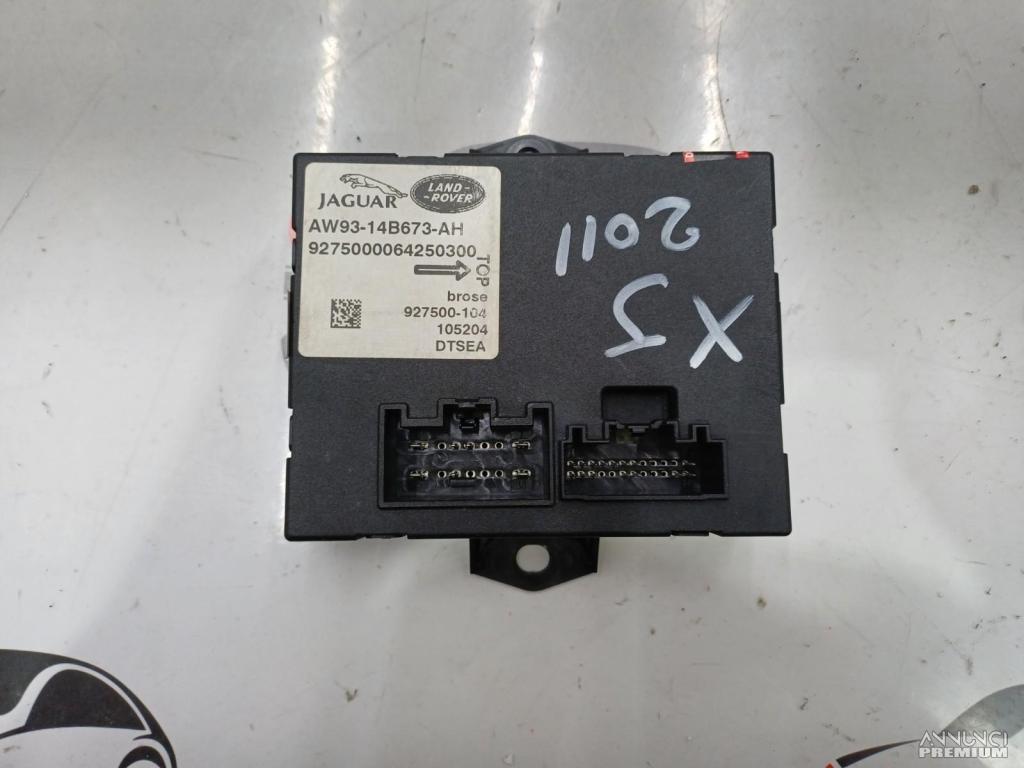 JAGUAR
LAND-
-ROVER
AW93-14B673-AH
9275000064250300
TOP
brose
927500-104
105204
DTSEA
XJ
2011
ANNUNCI
PREMIUM